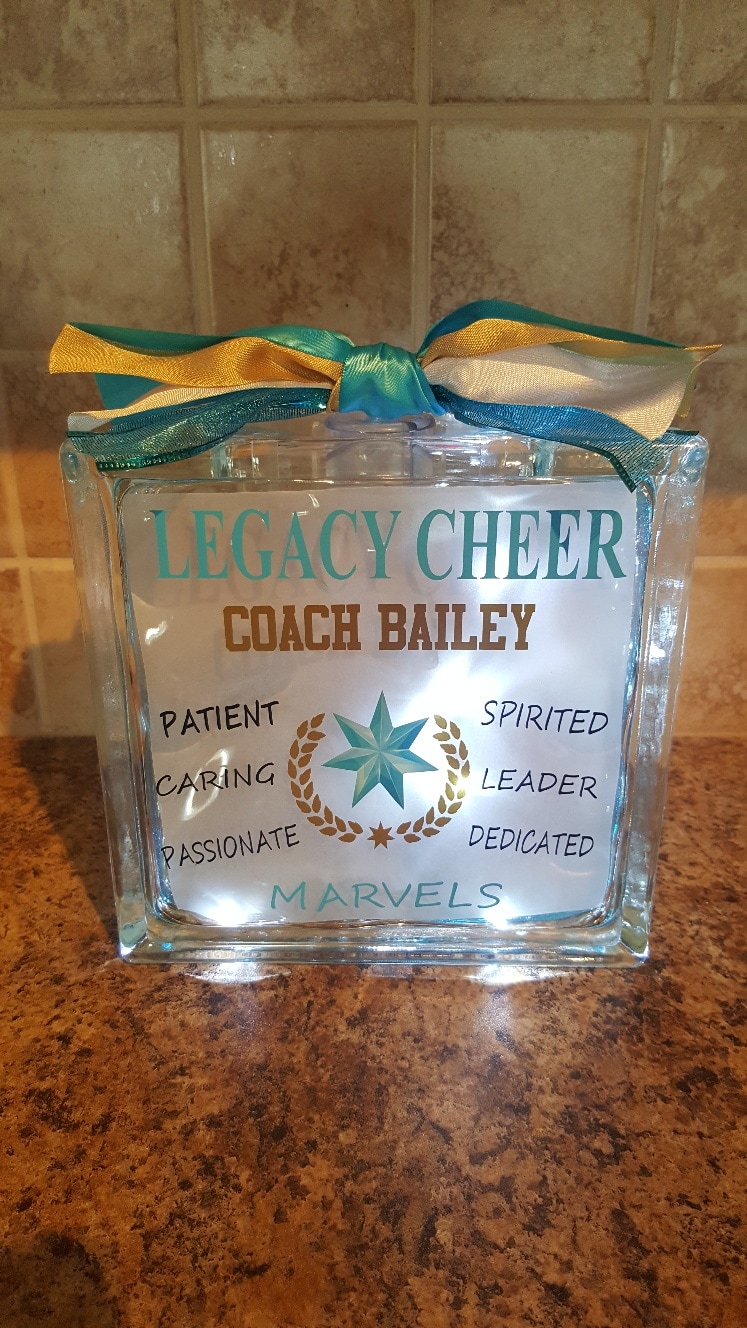 LEGACY CHEER
COACH BAILEY
PATIENT
CARING
PASSIONATE
SPIRITED
LEADER
DEDICATED
MARVELS